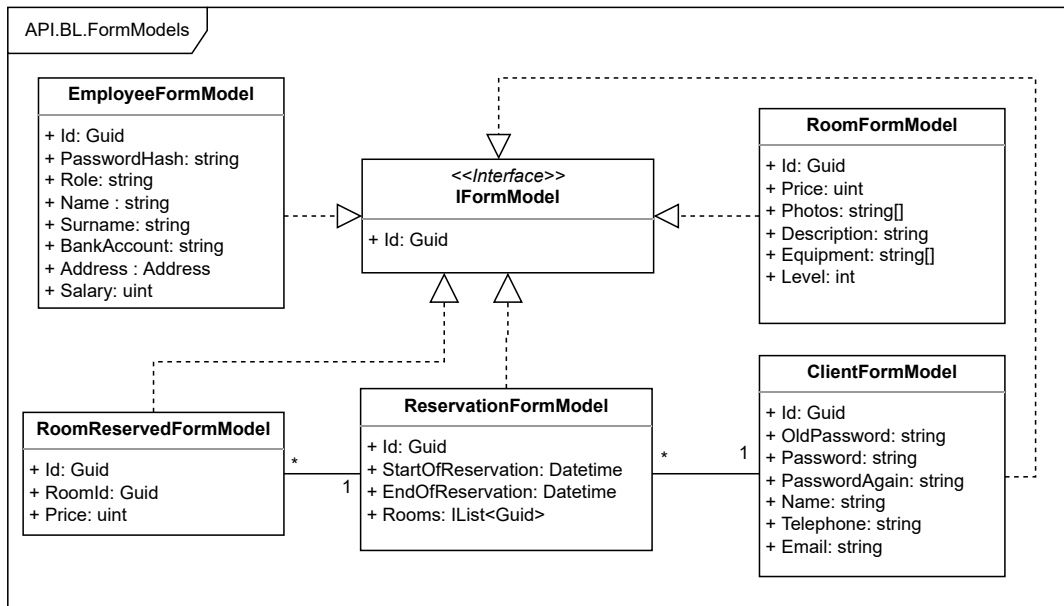 API.BL.FormModels
EmployeeFormModel
+ Id: Guid
+ PasswordHash: string
+ Role: string
+ Name : string
+ Surname: string
+ BankAccount: string
+ Address : Address
+ Salary: uint
<<Interface>>
IFormModel
+ Id: Guid
RoomFormModel
+ Id: Guid
+ Price: uint
+ Photos: string[]
+ Description: string
+ Equipment: string[]
+ Level: int
RoomReservedFormModel
+ Id: Guid
+ RoomId: Guid
+ Price: uint
*
1
ReservationFormModel
+ Id: Guid
+ StartOfReservation: Datetime
+ EndOfReservation: Datetime
+ Rooms: IList<Guid>
*
1
ClientFormModel
+ Id: Guid
+ OldPassword: string
+ Password: string
+ PasswordAgain: string
+ Name: string
+ Telephone: string
+ Email: string